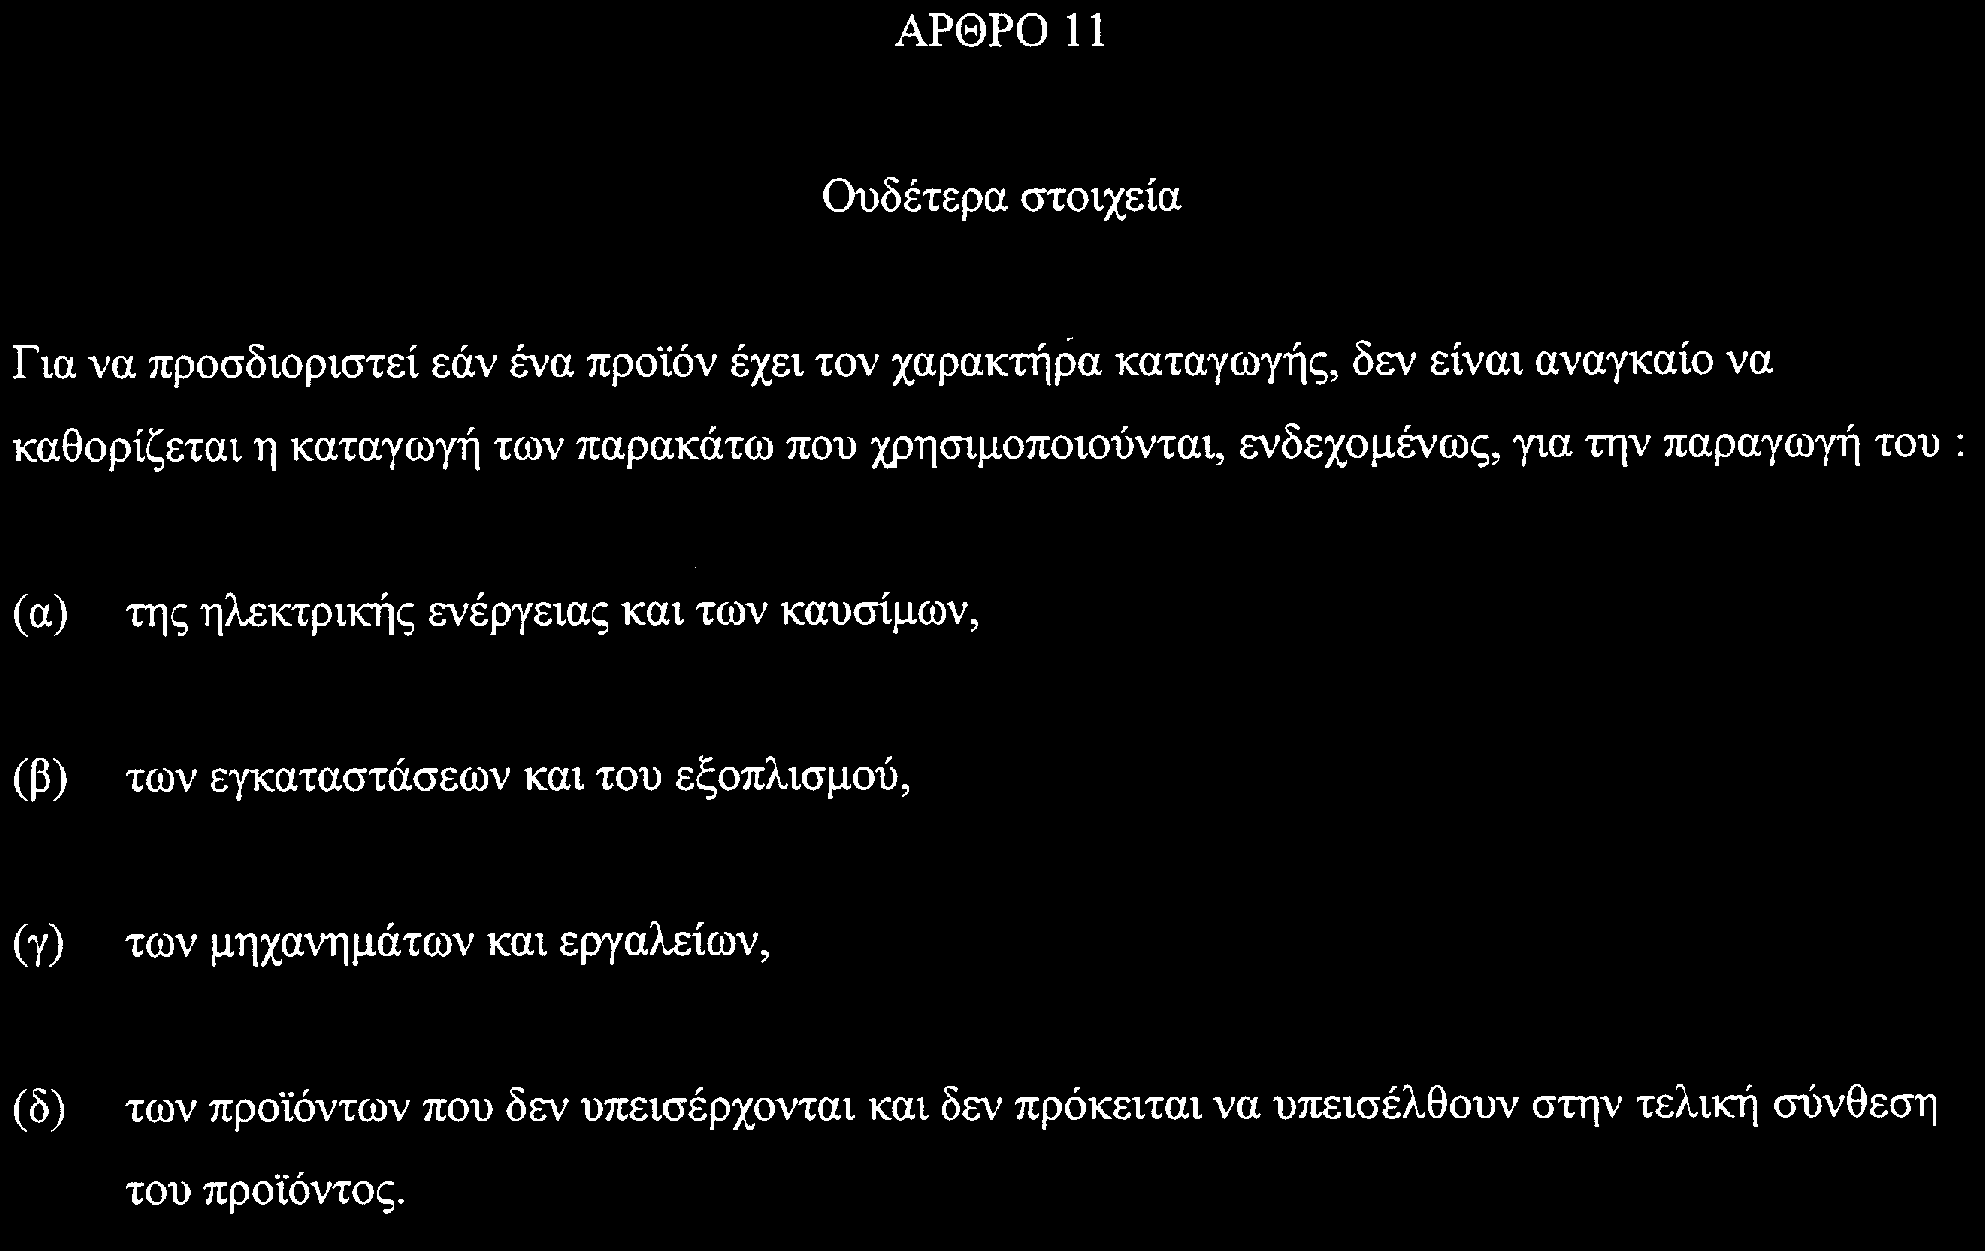 ΑΡΘΡΟ 11
Ουδέτερα στοιχεία
Για να προσδιοριστεί εάν ένα προϊόν έχει τον χαρακτήρα καταγωγής, δεν είναι αναγκαίο να
καθορίζεται η καταγωγή των παρακάτω που χρησιμοποιούνται, ενδεχομένως, για την παραγωγή του :
(α) της ηλεκτρικής ενέργειας και των καυσίμων,
(β) των εγκαταστάσεων και του εξοπλισμού,
(γ) των μηχανημάτων και εργαλείων,
(δ) των προϊόντων που δεν υπεισέρχονται και δεν πρόκειται να υπεισέλθουν στην τελική σύνθεση
του προϊόντος.